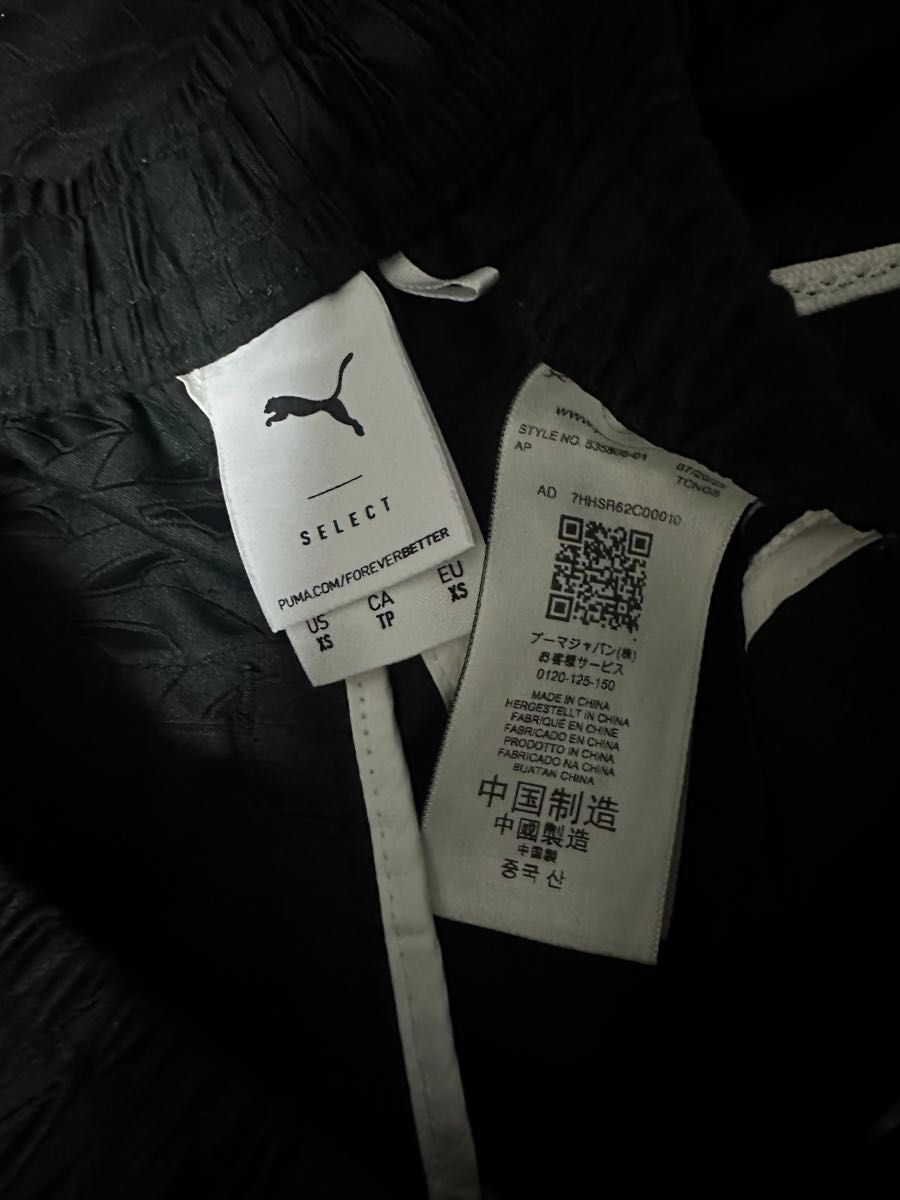 SELECT
PUMA.COM/FOREVERBETTER
US CA EU
XS TP XS
STYLE NO.
AP
TCNGS
AD 7HHSR62C00010
プーマジャパン(株)
お客様サービス
0120-125-150
MADE IN CHINA
HERGESTELLT IN CHINA
FABRIQUÉ EN CHINE
FABRICADO EN CHINA
PRODOTTO IN CHINA
FABRICADO NA CHINA
BUATAN CHINA
中国制造
中國製造
中国製
중국 산